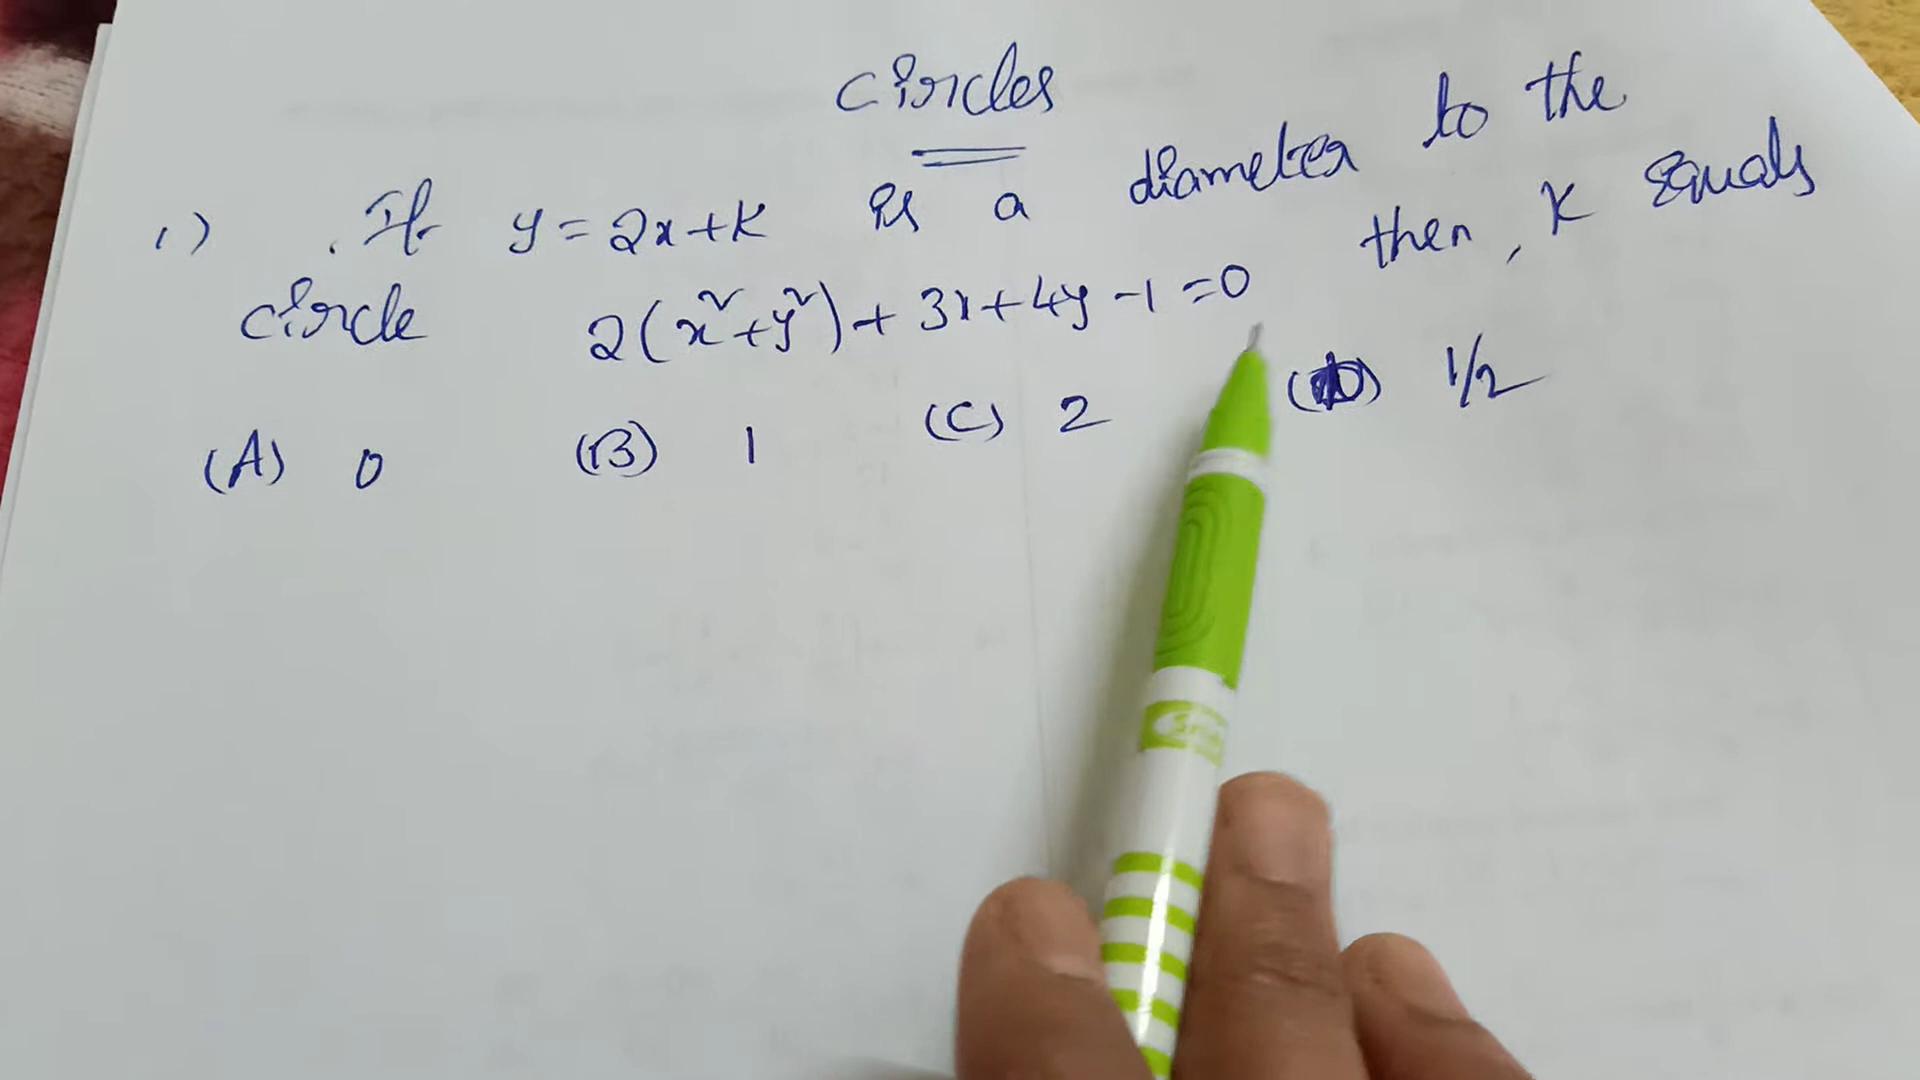 Circles
1) . If y = 2x + k is a diameter to the
circle 2(x²+y²) + 3x + 4y - 1 = 0 then, K equals
(A) 0 (B) 1 (C) 2 (D) 1/2